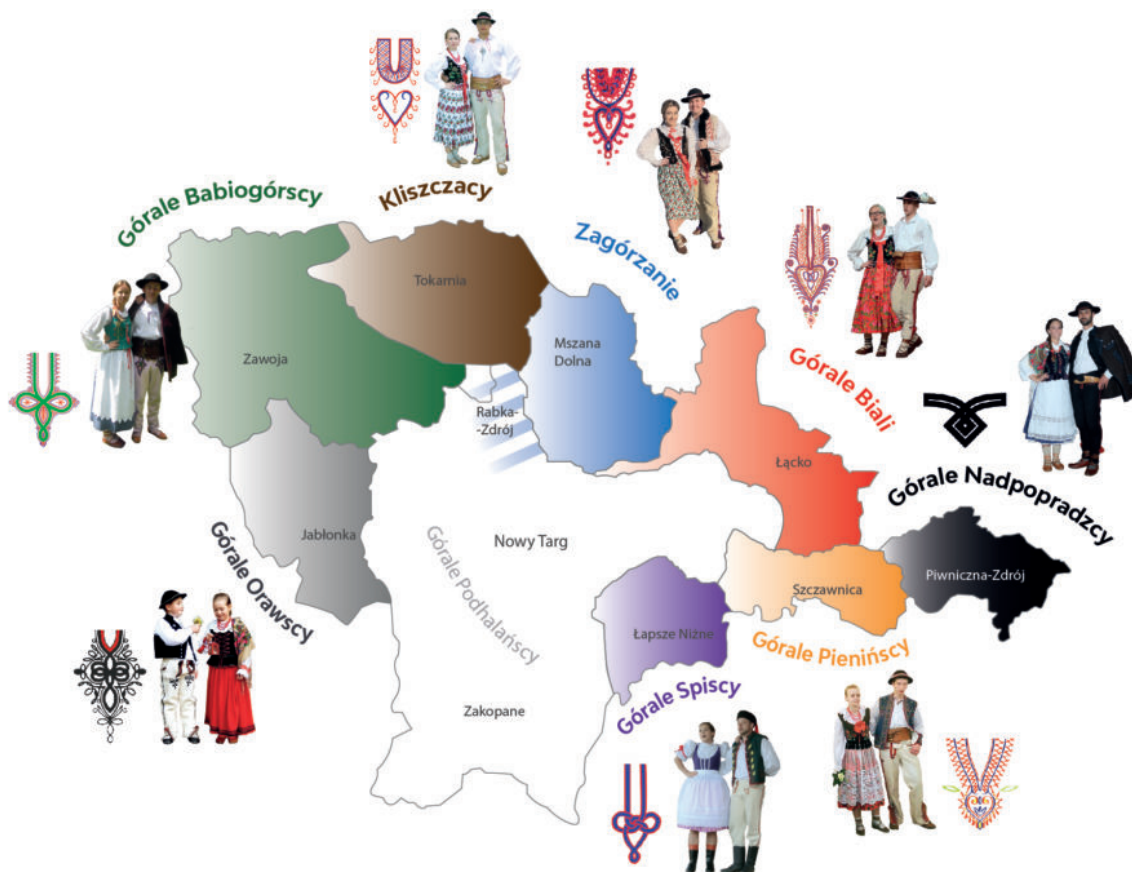 Kliszczacy
Górale Babiogórscy
Zagórzanie
Tokarnia
Zawoja
Mszana
Dolna
Rabka-
-Zdrój
Górale Biali
Łącko
Górale Nadpopradzcy
Górale Orawscy
Jabłonka
Górale Podhalańscy
Nowy Targ
Szczawnica
Piwniczna-Zdrój
Łapsze Niżne
Górale Pienińscy
Górale Spiscy
Zakopane